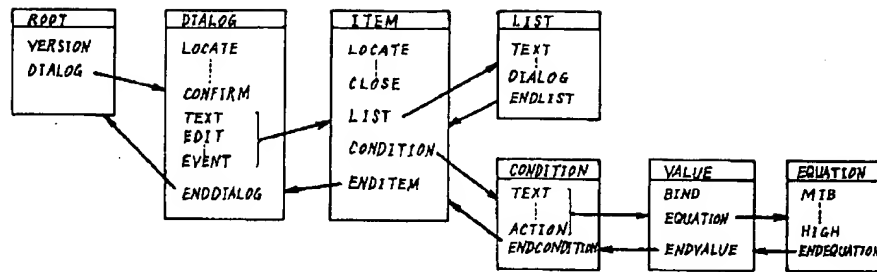 ROOT
VERSION
DIALOG
DIALOG
LOCATE
CONFIRM
TEXT
EDIT
EVENT
ENDDIALOG
ITEM
LOCATE
CLOSE
LIST
CONDITION
ENDITEM
LIST
TEXT
DIALOG
ENDLIST
CONDITION
TEXT
ACTION
ENDCONDITION
VALUE
BIND
EQUATION
ENDVALUE
EQUATION
MIB
HIGH
ENDEQUATION